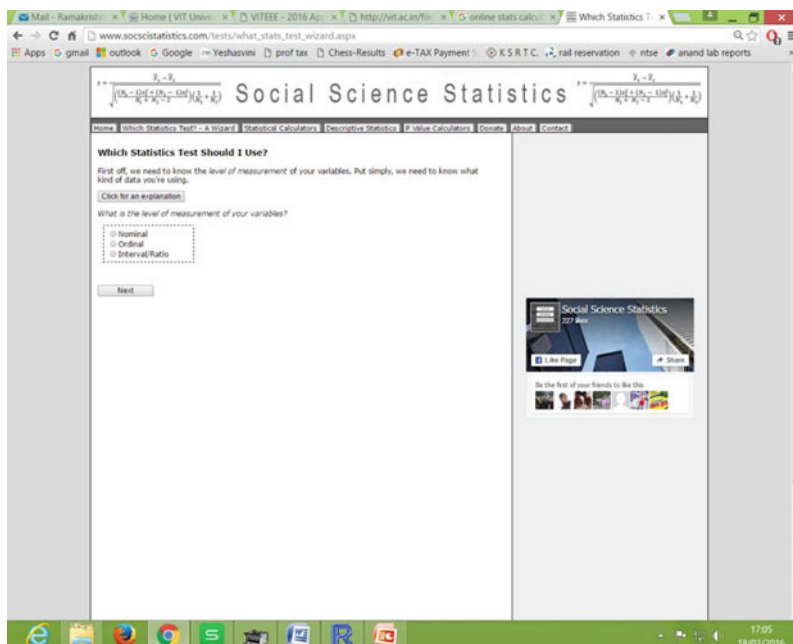 Mail - Ramakrishn
Home | VIT Univer
VITEEE - 2016 Ap
http://vit.ac.in/file
online stats calcul
Which Statistics T
www.socscistatistics.com/tests/what_stats_test_wizard.aspx
Apps
gmail
outlook
Google
Yeshasvini
prof tax
Chess-Results
e-TAX Payment
K S R T C.
rail reservation
ntse
anand lab reports
Social Science Statistics
Home
Which Statistics Test? - A Wizard
Statistical Calculators
Descriptive Statistics
P Value Calculators
Donate
About
Contact
Which Statistics Test Should I Use?
First off, we need to know the level of measurement of your variables. Put simply, we need to know what
kind of data you're using.
Click for an explanation
What is the level of measurement of your variables?
Nominal
Ordinal
Interval/Ratio
Next
Social Science Statistics
227 likes
Like Page
Share
Be the first of your friends to like this
17:05
18/03/2016